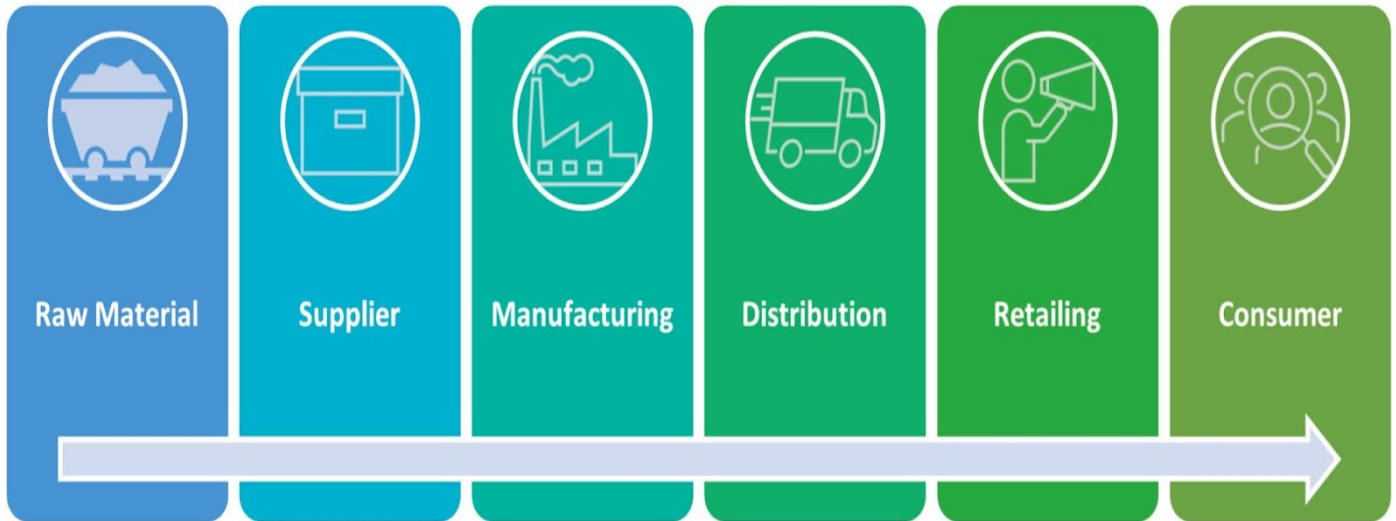 Raw Material
Supplier
Manufacturing
Distribution
Retailing
Consumer